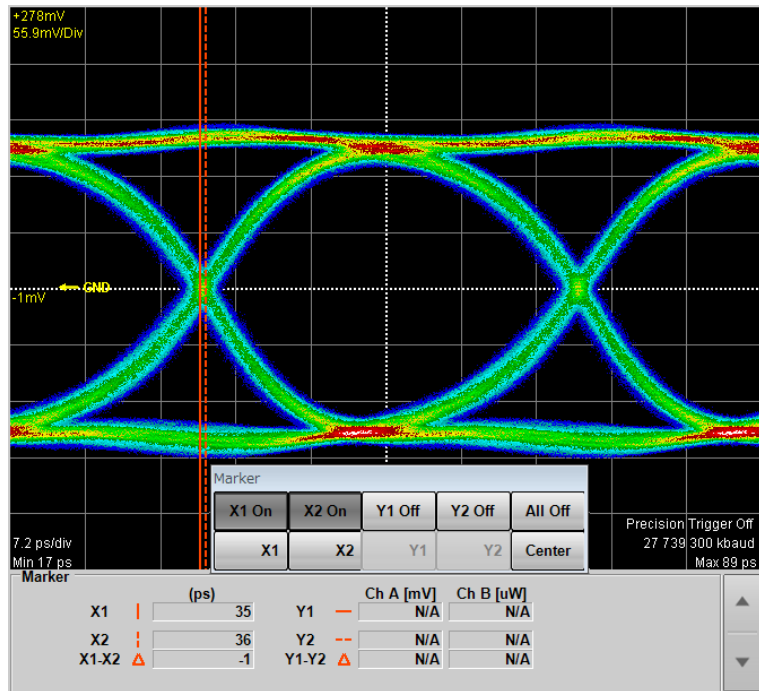 +278mV
55.9mV/Div
GND
-1mV
Marker
X1 On X2 On Y1 Off Y2 Off All Off
X1 X2 Y1 Y2 Center
Precision Trigger Off
7.2 ps/div 27 739 300 kbaud
Min 17 ps Max 89 ps
Marker
(ps) Ch A [mV] Ch B [uW]
X1 35 Y1 N/A N/A
X2 36 Y2 N/A N/A
X1-X2 Δ -1 Y1-Y2 Δ N/A N/A